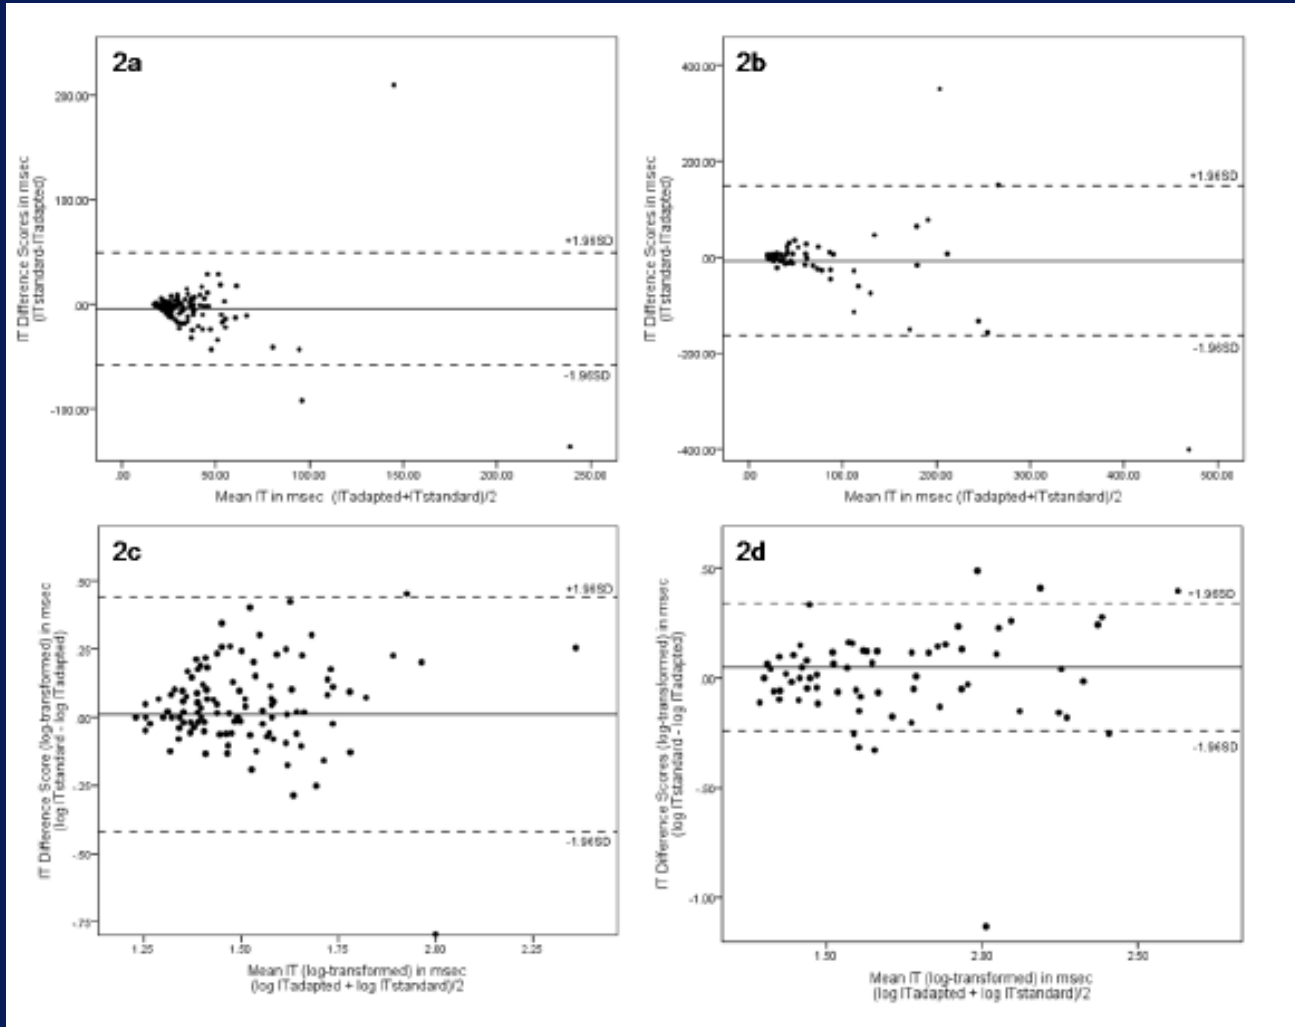 2a
IT Difference Scores in msec
(ITstandard-ITadapted)
200.00
100.00
.00
-100.00
+1.96SD
-1.96SD
.00 50.00 100.00 150.00 200.00 250.00
Mean IT in msec (ITadapted+ITstandard)/2
2b
IT Difference Scores in msec
(ITstandard-ITadapted)
400.00
200.00
.00
-200.00
-400.00
+1.96SD
-1.96SD
.00 100.00 200.00 300.00 400.00 500.00
Mean IT in msec (ITadapted+ITstandard)/2
2c
IT Difference Score (log-transformed) in msec
(log ITstandard - log ITadapted)
.50
.25
.00
-.25
-.50
-.75
+1.96SD
-1.96SD
1.25 1.50 1.75 2.00 2.25
Mean IT (log-transformed) in msec
(log ITadapted + log ITstandard)/2
2d
IT Difference Scores (log-transformed) in msec
(log ITstandard - log ITadapted)
.50
.00
-.50
-1.00
+1.96SD
-1.96SD
1.50 2.00 2.50
Mean IT (log-transformed) in msec
(log ITadapted + log ITstandard)/2